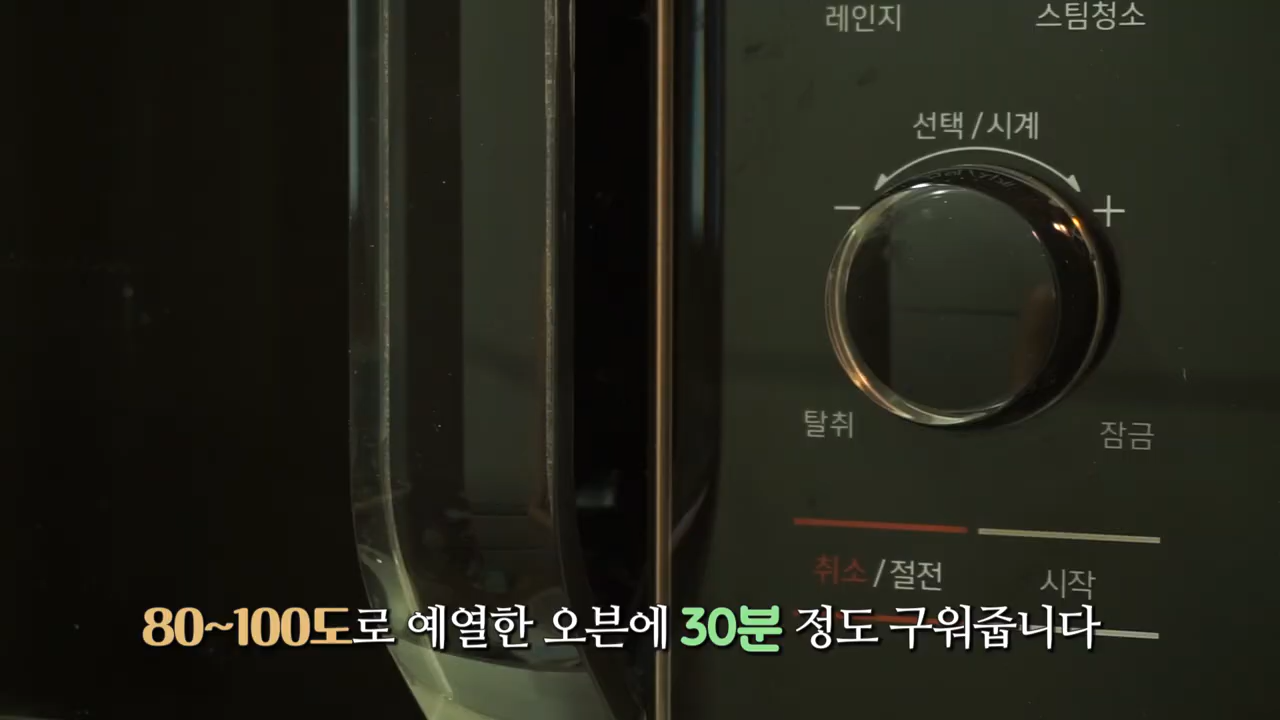 레인지 스팀청소
선택/시계
− +
탈취 잠금
취소/절전 시작
80~100도로 예열한 오븐에 30분 정도 구워줍니다